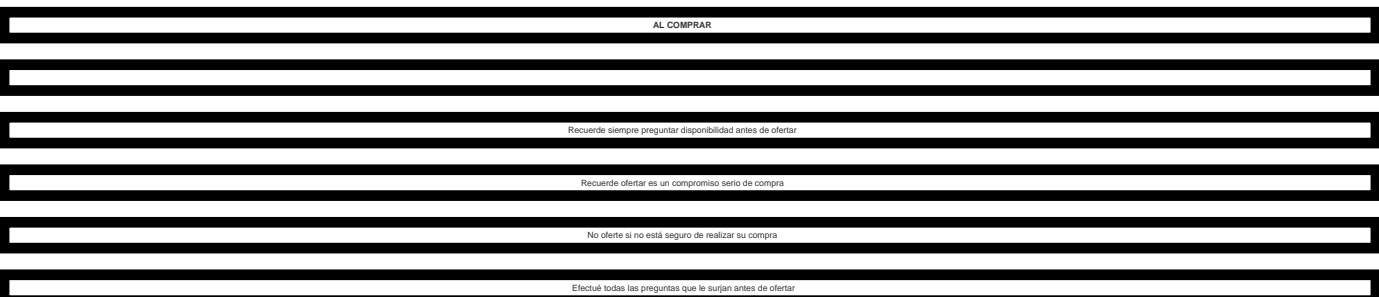 AL COMPRAR
Recuerde siempre preguntar disponibilidad antes de ofertar
Recuerde ofertar es un compromiso serio de compra
No oferte si no está seguro de realizar su compra
Efectué todas las preguntas que le surjan antes de ofertar